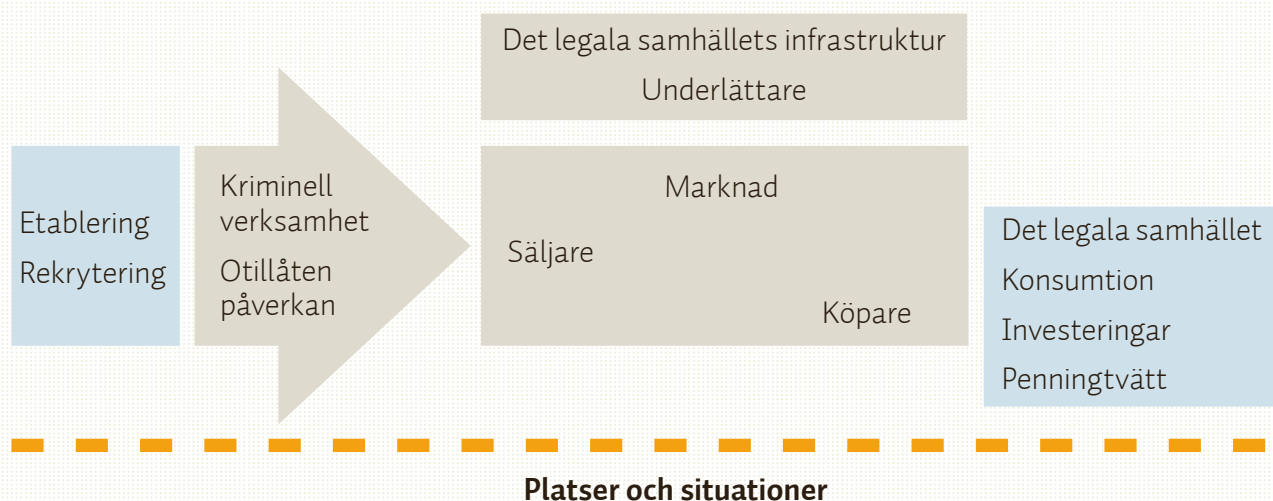 Det legala samhällets infrastruktur
Underlättare
Etablering
Rekrytering
Kriminell
verksamhet
Otillåten
påverkan
Marknad
Säljare
Köpare
Det legala samhället
Konsumtion
Investeringar
Penningtvätt
Platser och situationer